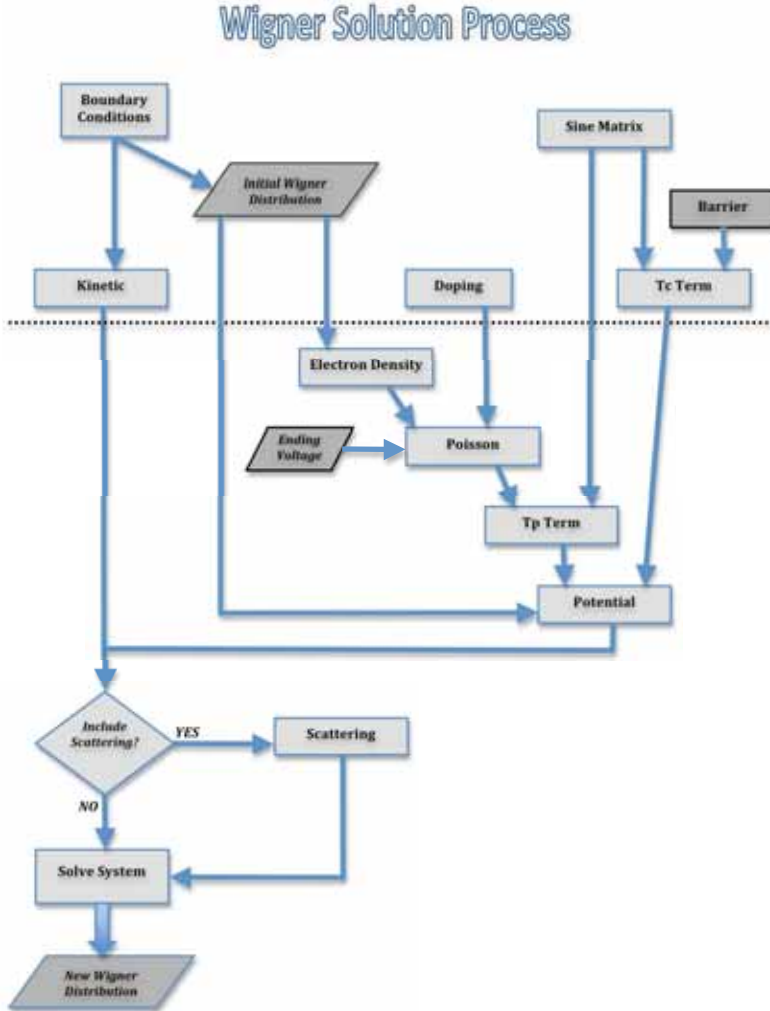 Wigner Solution Process
Boundary
Conditions
Sine Matrix
Initial Wigner
Distribution
Barrier
Kinetic
Doping
Tc Term
Electron Density
Ending
Voltage
Poisson
Tp Term
Potential
Include
Scattering?
YES
Scattering
NO
Solve System
New Wigner
Distribution